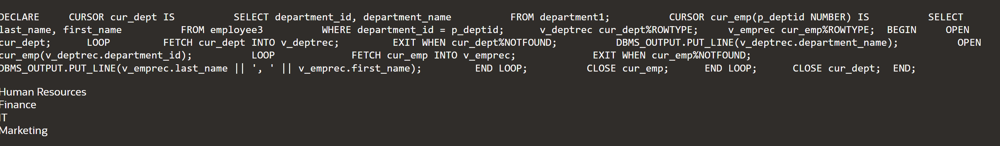 DECLARE     CURSOR cur_dept IS          SELECT department_id, department_name          FROM department1;          CURSOR cur_emp(p_deptid NUMBER) IS          SELECT
last_name, first_name          FROM employee3          WHERE department_id = p_deptid;      v_deptrec cur_dept%ROWTYPE;     v_emprec cur_emp%ROWTYPE;  BEGIN     OPEN
cur_dept;      LOOP         FETCH cur_dept INTO v_deptrec;         EXIT WHEN cur_dept%NOTFOUND;          DBMS_OUTPUT.PUT_LINE(v_deptrec.department_name);          OPEN
cur_emp(v_deptrec.department_id);          LOOP             FETCH cur_emp INTO v_emprec;             EXIT WHEN cur_emp%NOTFOUND;
DBMS_OUTPUT.PUT_LINE(v_emprec.last_name || ', ' || v_emprec.first_name);         END LOOP;          CLOSE cur_emp;      END LOOP;      CLOSE cur_dept;  END;
Human Resources
Finance
IT
Marketing